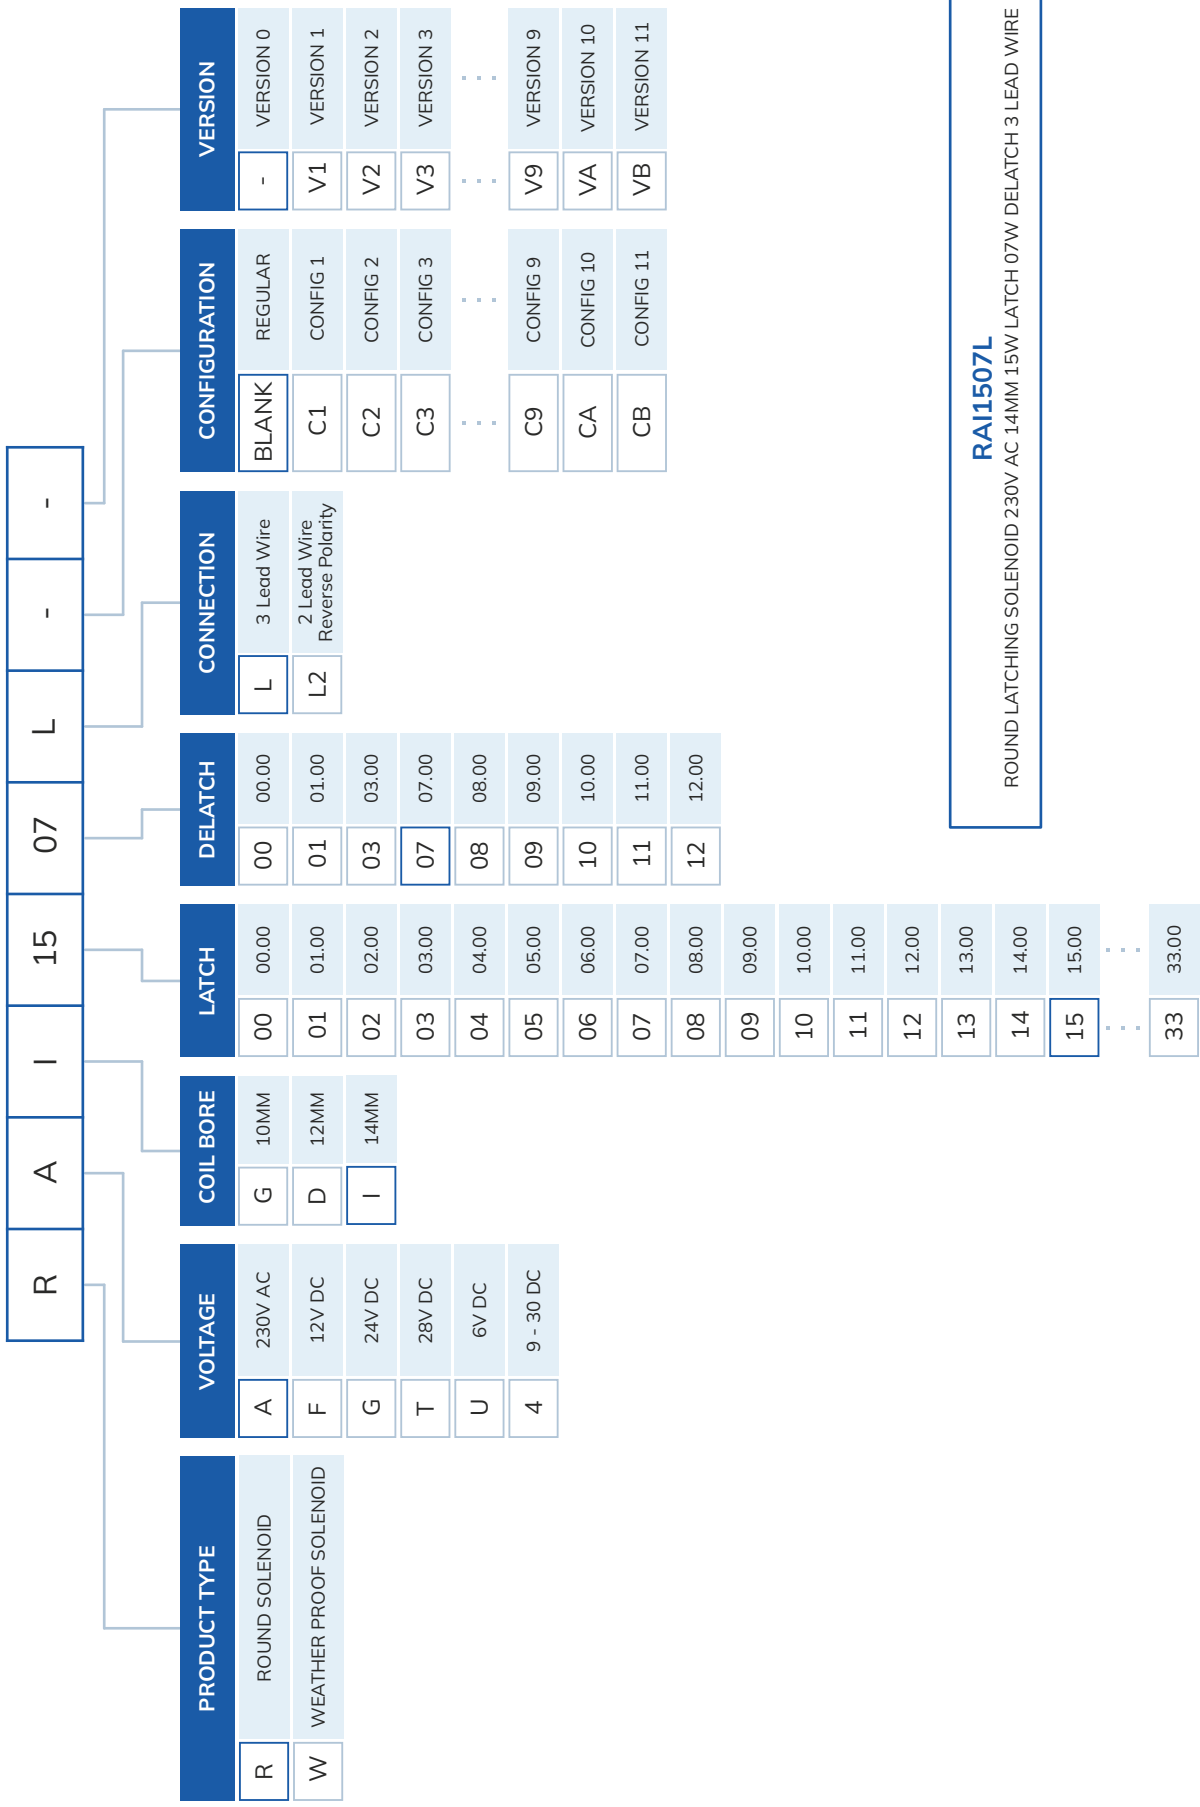 R A I 15 07 L - -
PRODUCT TYPE
R ROUND SOLENOID
W WEATHER PROOF SOLENOID
VOLTAGE
A 230V AC
F 12V DC
G 24V DC
T 28V DC
U 6V DC
4 9 - 30 DC
COIL BORE
G 10MM
D 12MM
I 14MM
LATCH
00 00.00
01 01.00
02 02.00
03 03.00
04 04.00
05 05.00
06 06.00
07 07.00
08 08.00
09 09.00
10 10.00
11 11.00
12 12.00
13 13.00
14 14.00
15 15.00
... ...
33 33.00
DELATCH
00 00.00
01 01.00
03 03.00
07 07.00
08 08.00
09 09.00
10 10.00
11 11.00
12 12.00
CONNECTION
L 3 Lead Wire
L2 2 Lead Wire
Reverse Polarity
CONFIGURATION
BLANK REGULAR
C1 CONFIG 1
C2 CONFIG 2
C3 CONFIG 3
... ...
C9 CONFIG 9
CA CONFIG 10
CB CONFIG 11
VERSION
- VERSION 0
V1 VERSION 1
V2 VERSION 2
V3 VERSION 3
... ...
V9 VERSION 9
VA VERSION 10
VB VERSION 11
RAI1507L
ROUND LATCHING SOLENOID 230V AC 14MM 15W LATCH 07W DELATCH 3 LEAD WIRE